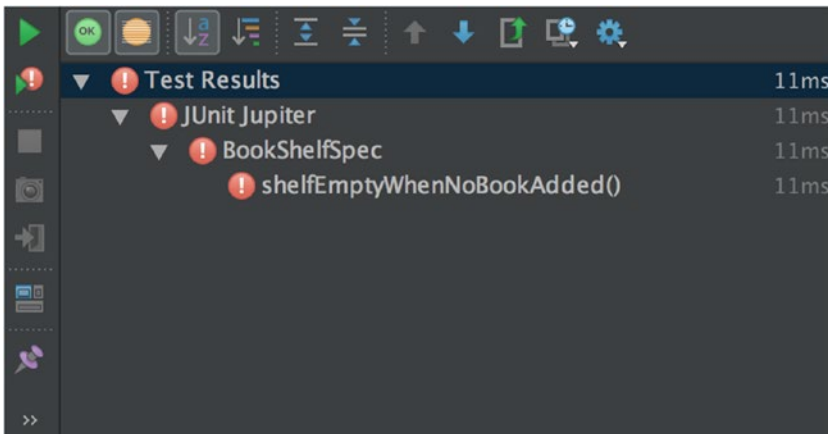 OK
a
z
Test Results 11ms
JUnit Jupiter 11ms
BookShelfSpec 11ms
shelfEmptyWhenNoBookAdded() 11ms